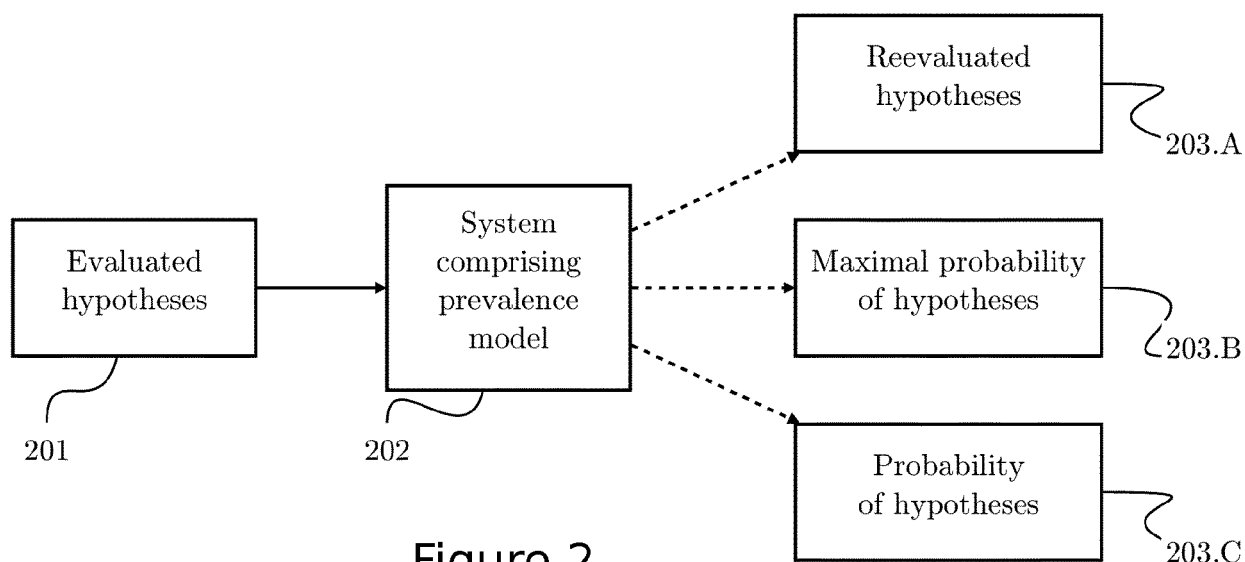 Reevaluated
hypotheses
203.A
Evaluated
hypotheses
201
System
comprising
prevalence
model
202
Maximal probability
of hypotheses
203.B
Probability
of hypotheses
203.C
Figure 2